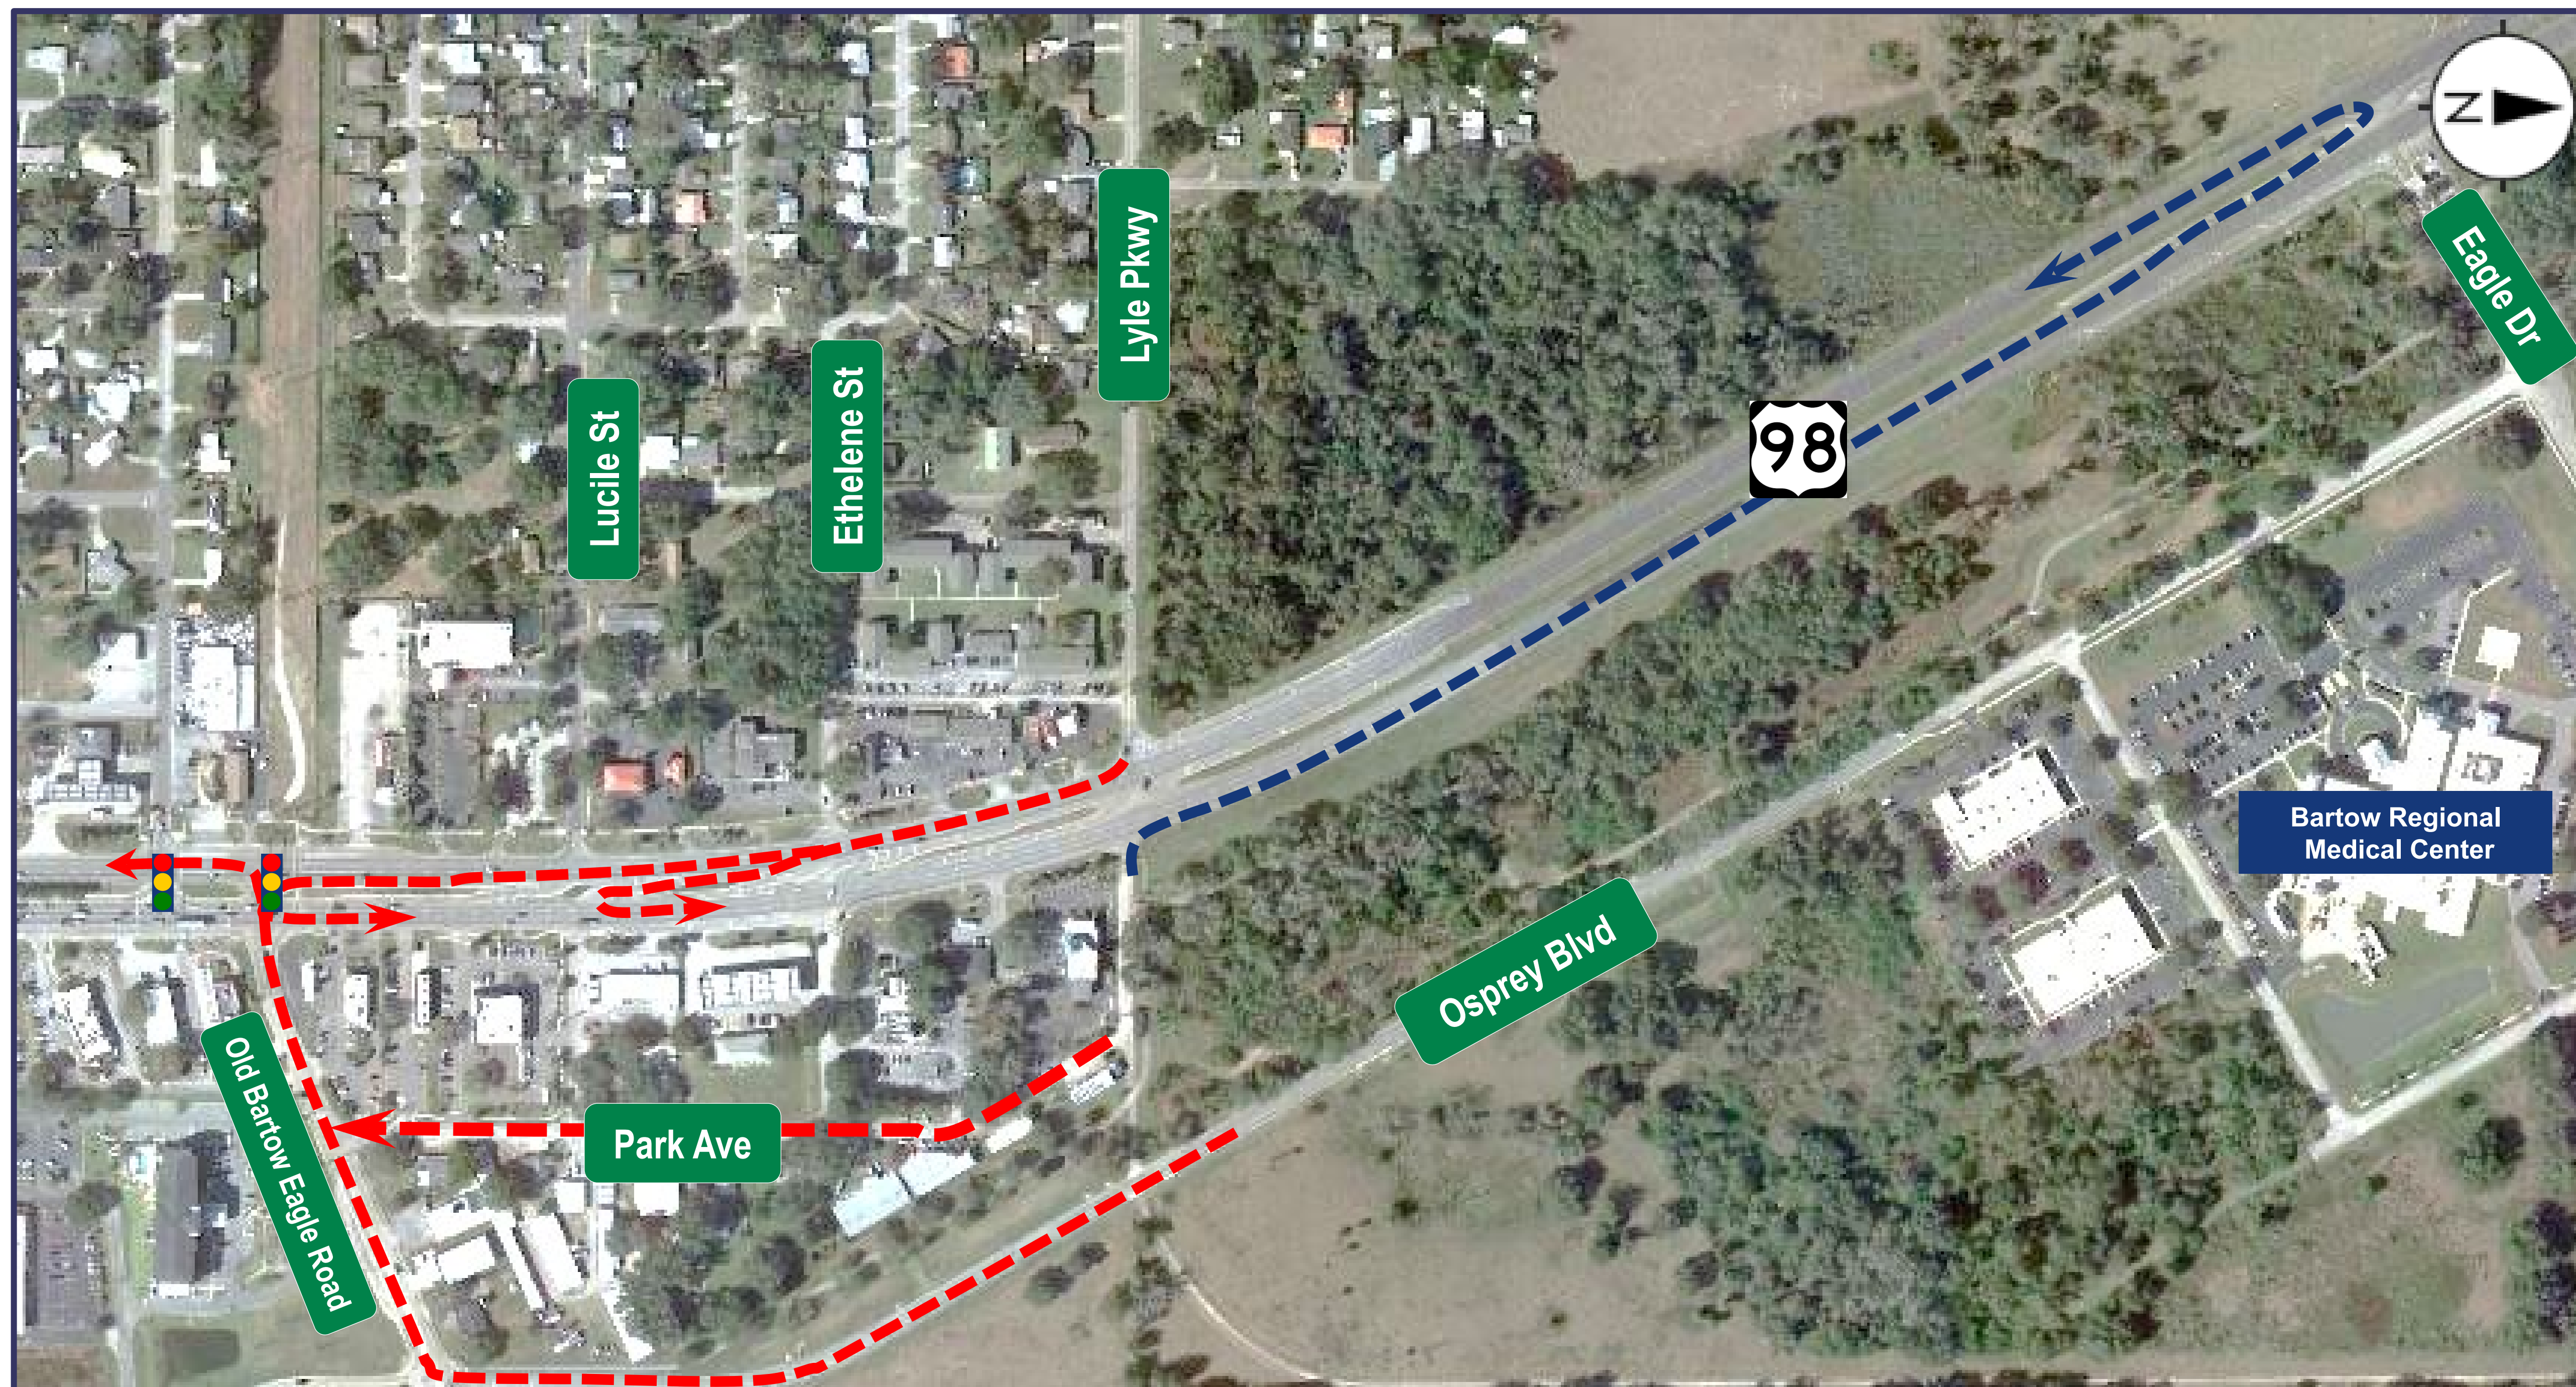 N
Eagle Dr
Lyle Pkwy
98
Ethelene St
Lucile St
Bartow Regional
Medical Center
Osprey Blvd
Park Ave
Old Bartow Eagle Road